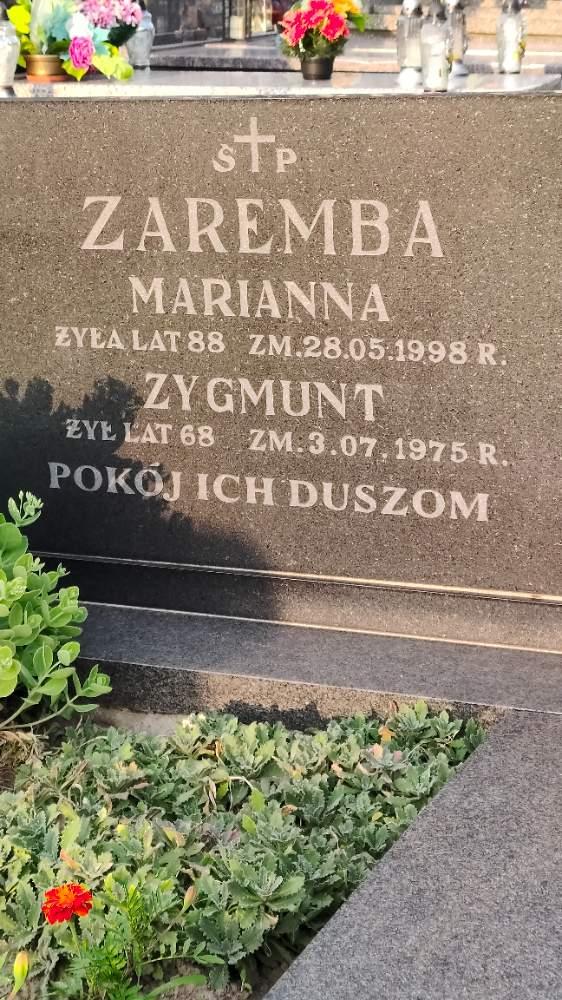 Ś P
ZAREMBA
MARIANNA
ŻYŁA LAT 88 ZM.28.05.1998 R.
ZYGMUNT
ŻYŁ LAT 68 ZM.3.07.1975 R.
POKÓJ ICH DUSZOM